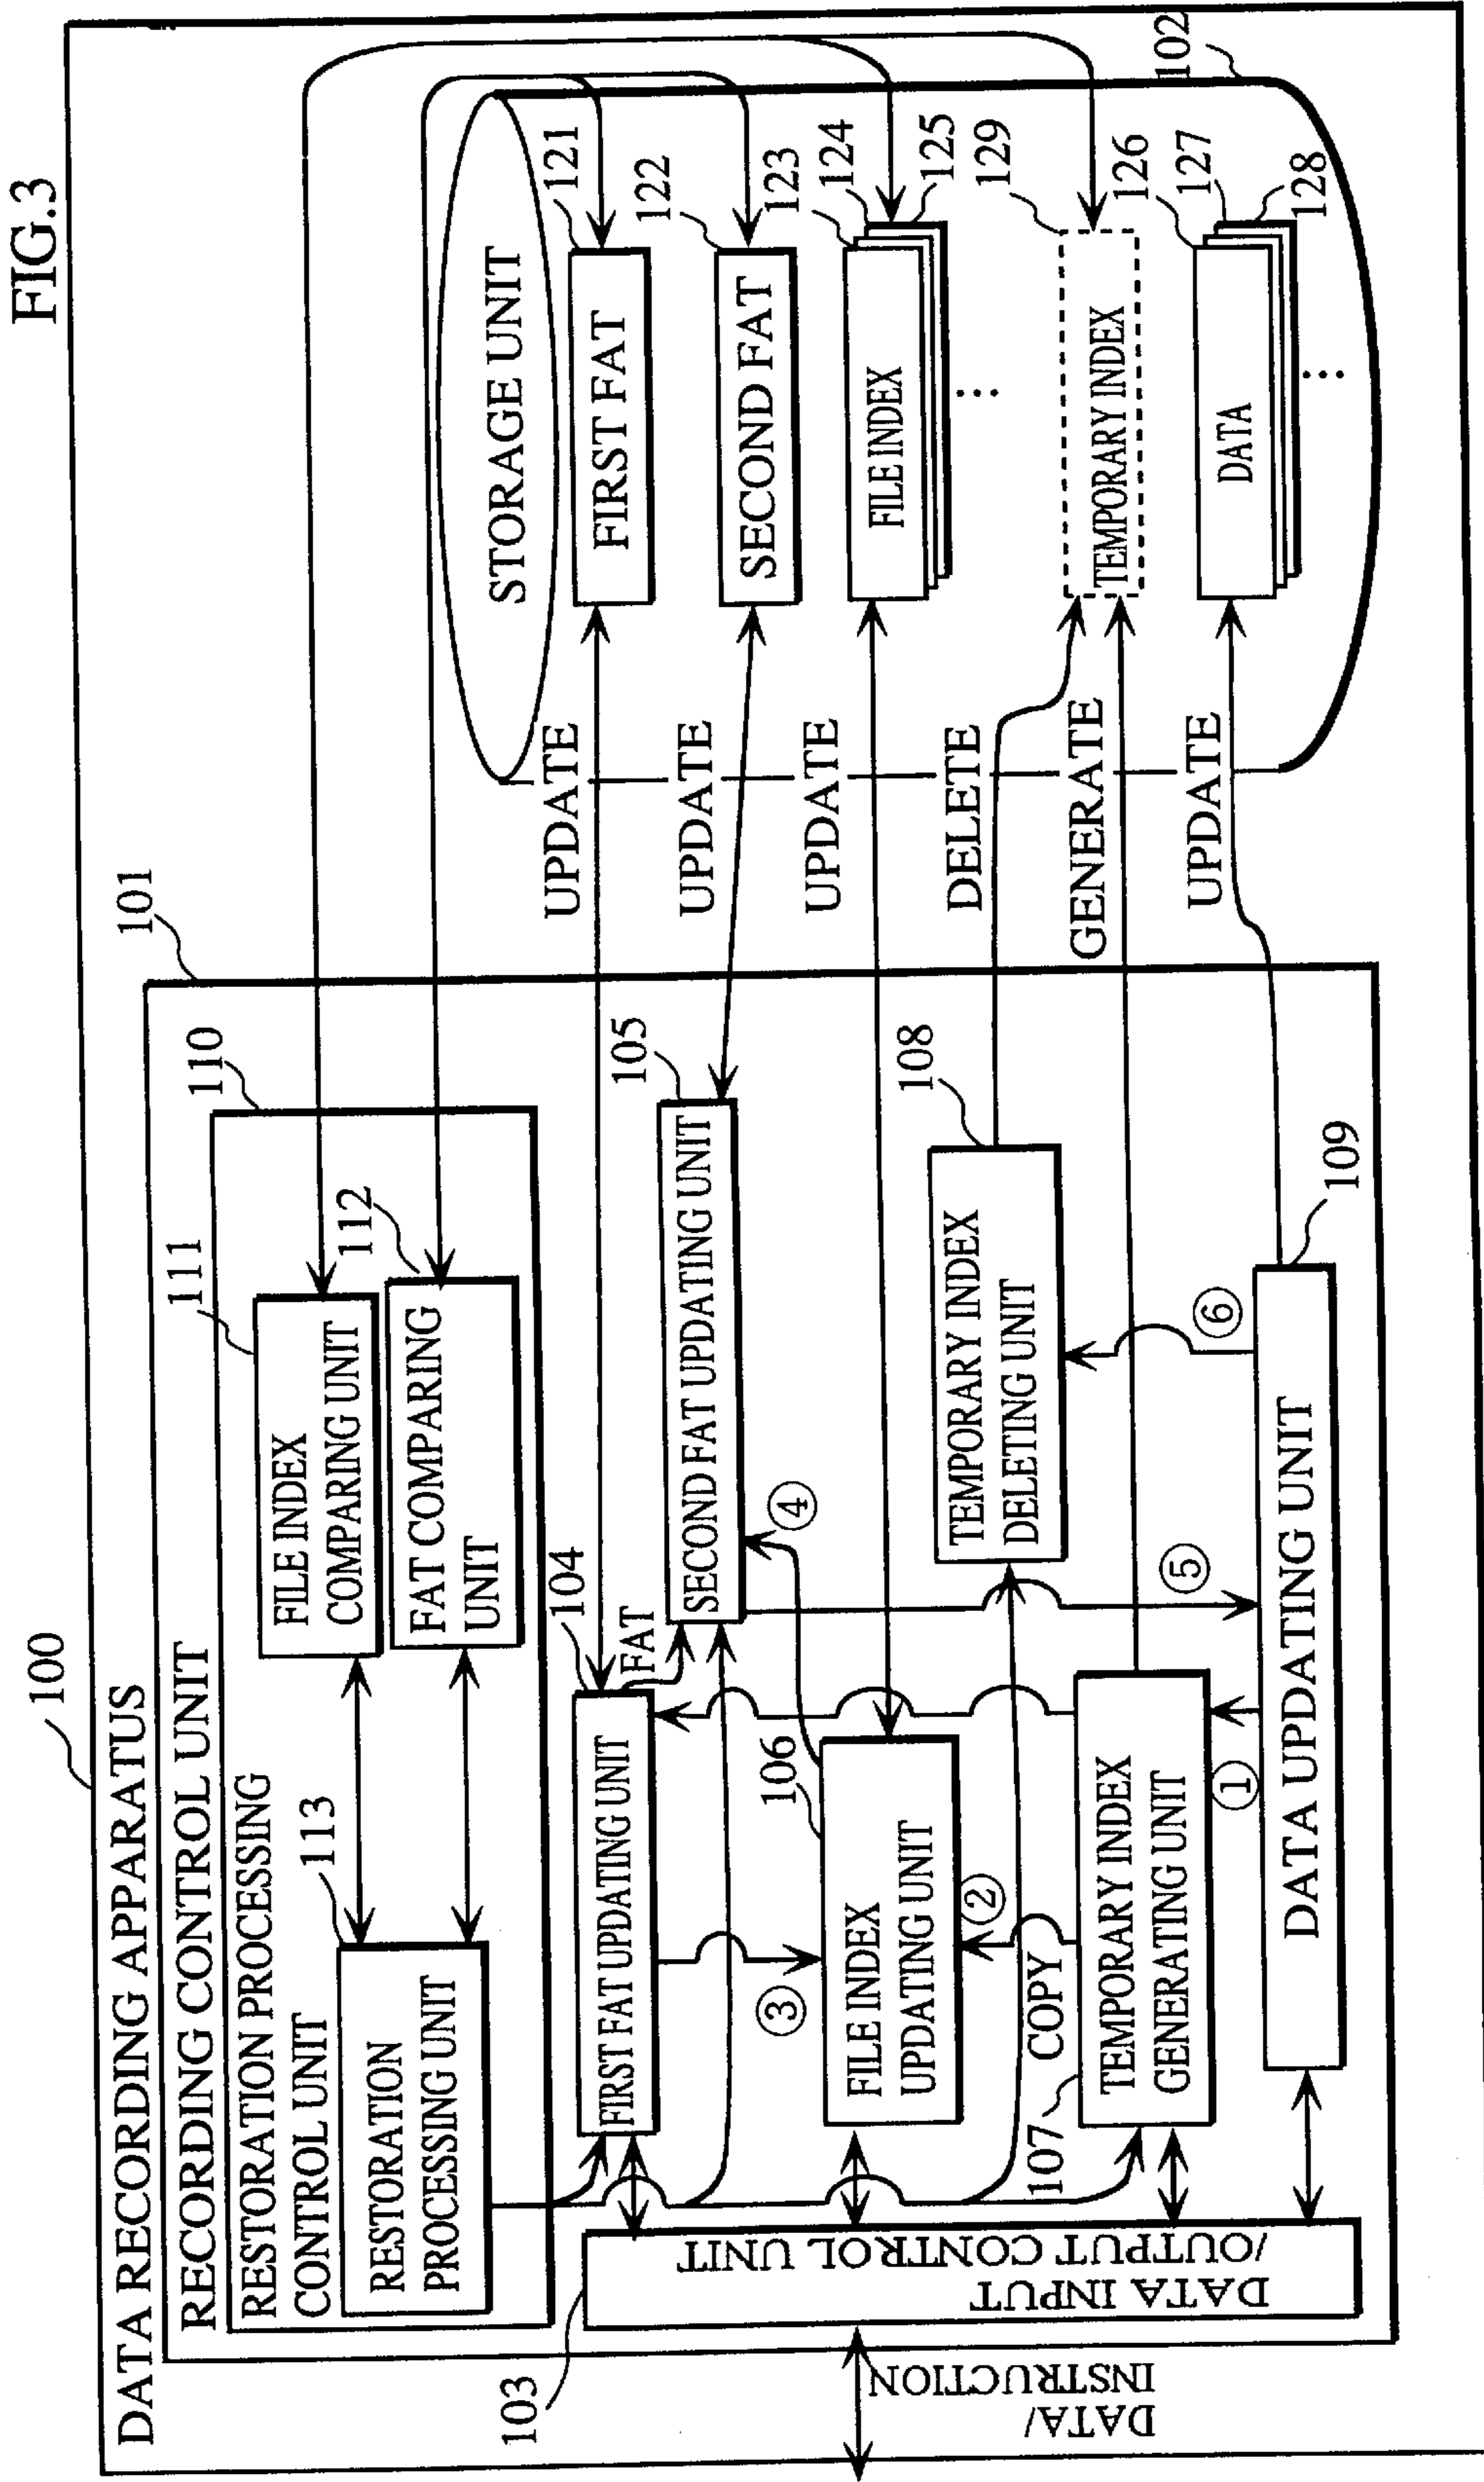 FIG.3
100
DATA RECORDING APPARATUS
101
RECORDING CONTROL UNIT
110
RESTORATION PROCESSING
CONTROL UNIT
111
FILE INDEX
COMPARING UNIT
112
FAT COMPARING
UNIT
113
RESTORATION
PROCESSING UNIT
104
FIRST FAT UPDATING UNIT
FAT
105
SECOND FAT UPDATING UNIT
④
③
106
FILE INDEX
UPDATING UNIT
②
108
TEMPORARY INDEX
DELETING UNIT
COPY
107
TEMPORARY INDEX
GENERATING UNIT
⑤
⑥
①
109
DATA UPDATING UNIT
103
DATA INPUT
/OUTPUT CONTROL UNIT
DATA/
INSTRUCTION
UPDATE
UPDATE
UPDATE
DELETE
GENERATE
UPDATE
102
STORAGE UNIT
121
FIRST FAT
122
SECOND FAT
123
124
125
FILE INDEX
...
129
TEMPORARY INDEX
126
127
128
DATA
...